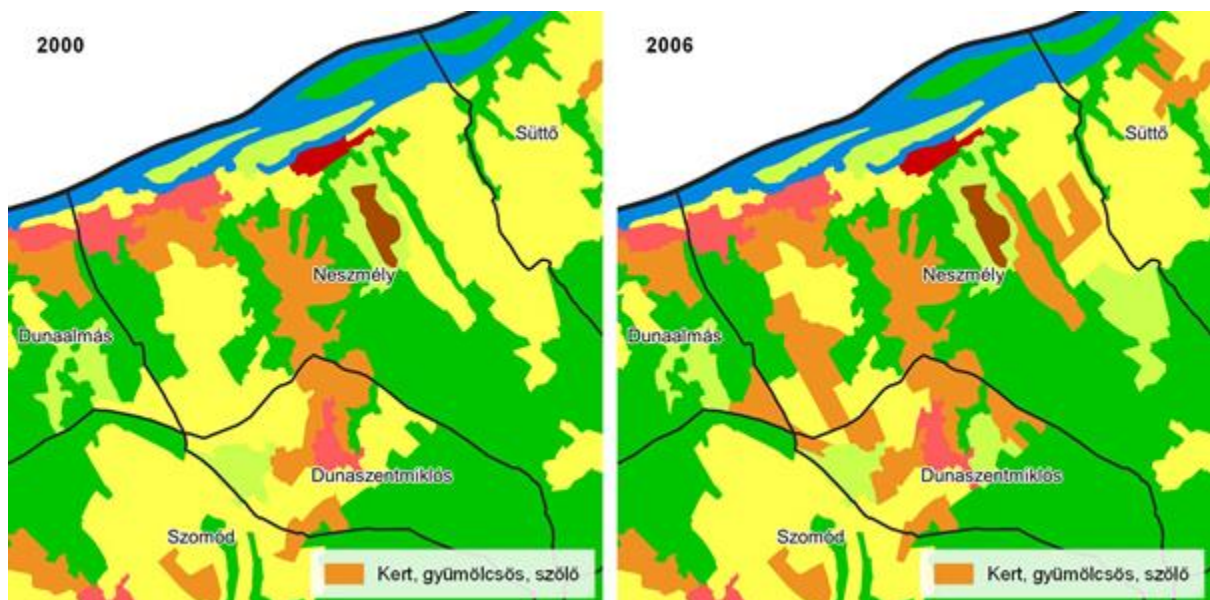 2000
Süttő
Neszmély
Dunaalmás
Dunaszentmiklós
Szomód
Kert, gyümölcsös, szőlő
2006
Süttő
Neszmély
Dunaalmás
Dunaszentmiklós
Szomód
Kert, gyümölcsös, szőlő